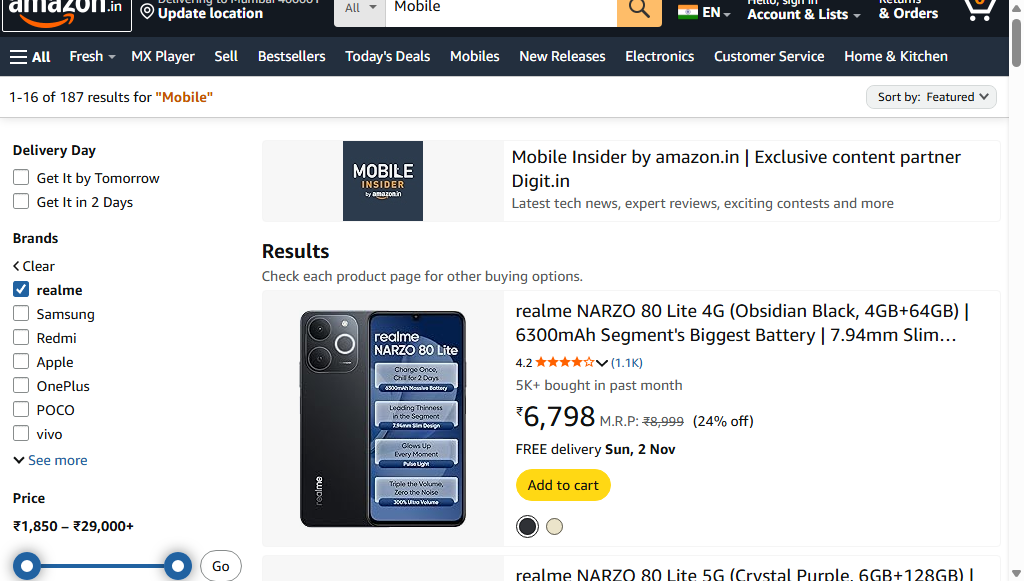 amazon.in
Delivering to Mumbai 400001
Update location
All
Mobile
EN
Hello, sign in
Account & Lists
Returns
& Orders
0
All
Fresh
MX Player
Sell
Bestsellers
Today's Deals
Mobiles
New Releases
Electronics
Customer Service
Home & Kitchen
1-16 of 187 results for "Mobile"
Sort by: Featured
Delivery Day
Get It by Tomorrow
Get It in 2 Days
Brands
Clear
realme
Samsung
Redmi
Apple
OnePlus
POCO
vivo
See more
Price
₹1,850 – ₹29,000+
Go
MOBILE
INSIDER
by amazon.in
Mobile Insider by amazon.in | Exclusive content partner
Digit.in
Latest tech news, expert reviews, exciting contests and more
Results
Check each product page for other buying options.
realme
realme
NARZO 80 Lite
Charge Once,
Chill for 2 Days
6300mAh Massive Battery
Leading Thinness
in the Segment
7.94mm Slim Design
Glows Up
Every Moment
Pulse Light
Triple the Volume,
Zero the Noise
300% Ultra Volume
realme NARZO 80 Lite 4G (Obsidian Black, 4GB+64GB) |
6300mAh Segment's Biggest Battery | 7.94mm Slim...
4.2
(1.1K)
5K+ bought in past month
₹6,798 M.R.P: ₹8,999 (24% off)
FREE delivery Sun, 2 Nov
Add to cart
realme NARZO 80 Lite 5G (Crystal Purple, 6GB+128GB) |